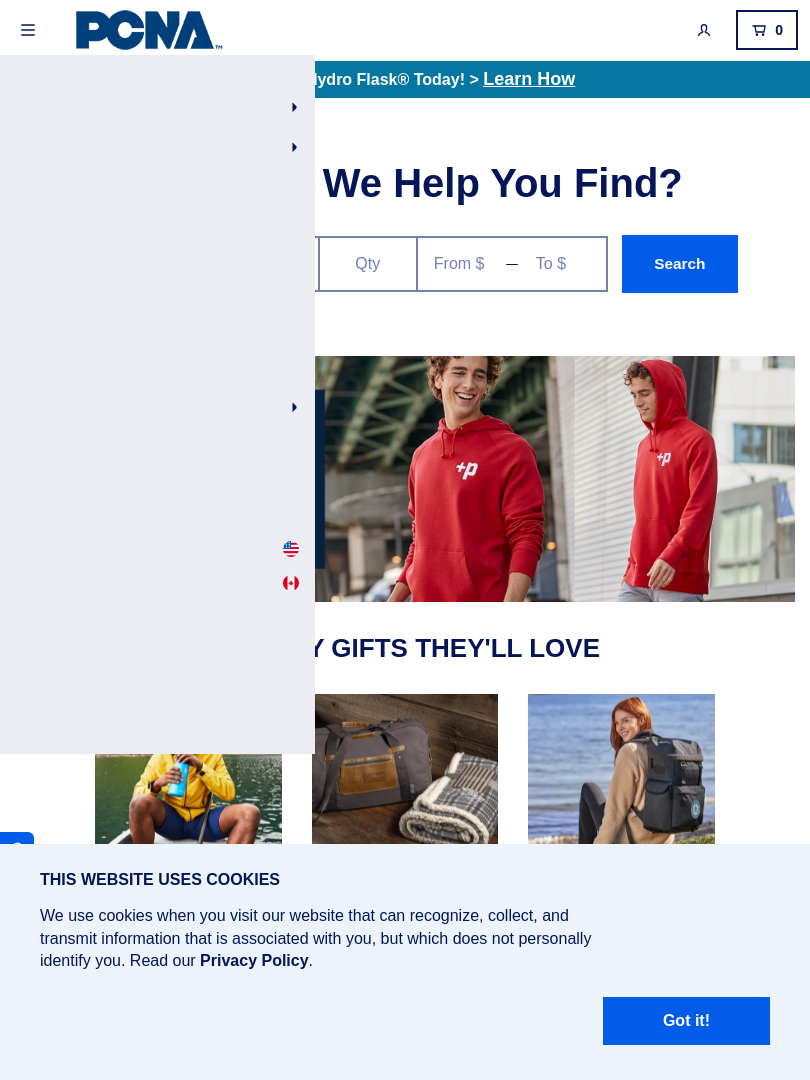 PCNA™
0
Hydro Flask® Today! > Learn How
We Help You Find?
Qty
From $ — To $
Search
+p
+p
Y GIFTS THEY'LL LOVE
THIS WEBSITE USES COOKIES
We use cookies when you visit our website that can recognize, collect, and
transmit information that is associated with you, but which does not personally
identify you. Read our Privacy Policy.
Got it!